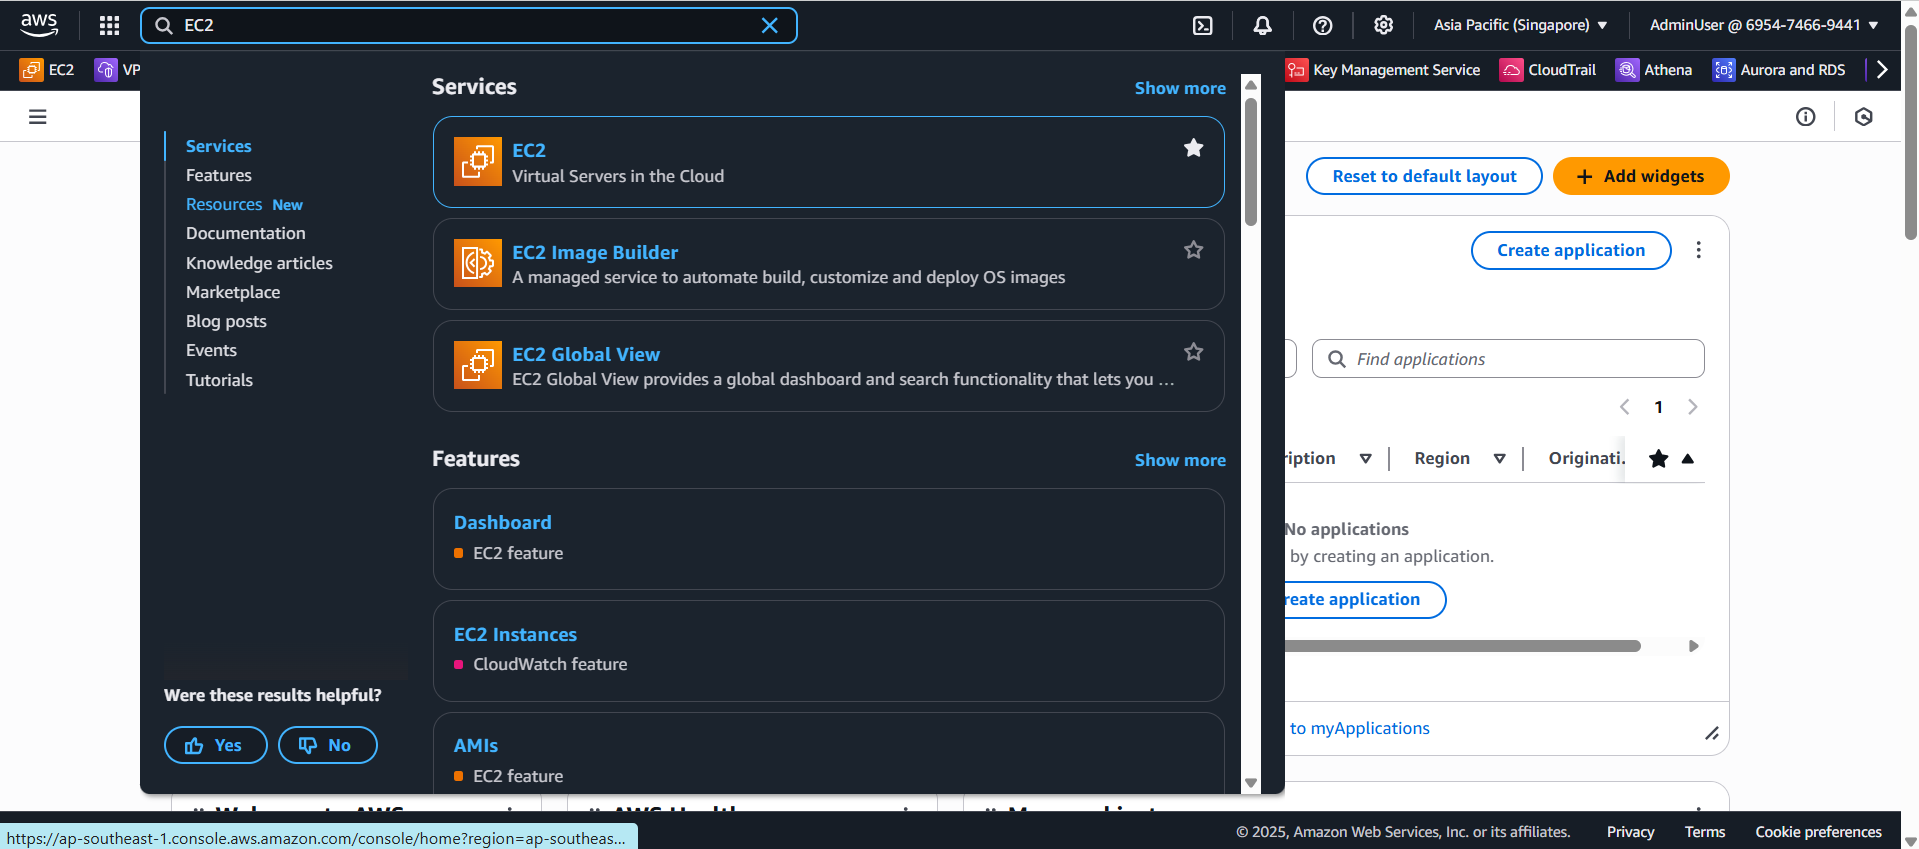 aws
EC2
Asia Pacific (Singapore)
AdminUser @ 6954-7466-9441
EC2
VP
Key Management Service
CloudTrail
Athena
Aurora and RDS
Services
Features
Resources New
Documentation
Knowledge articles
Marketplace
Blog posts
Events
Tutorials
Were these results helpful?
Yes
No
Services
Show more
EC2
Virtual Servers in the Cloud
EC2 Image Builder
A managed service to automate build, customize and deploy OS images
EC2 Global View
EC2 Global View provides a global dashboard and search functionality that lets you ...
Features
Show more
Dashboard
EC2 feature
EC2 Instances
CloudWatch feature
AMIs
EC2 feature
Reset to default layout
+ Add widgets
Create application
Find applications
1
ription
Region
Originati.
No applications
by creating an application.
reate application
to myApplications
© 2025, Amazon Web Services, Inc. or its affiliates.
Privacy
Terms
Cookie preferences
https://ap-southeast-1.console.aws.amazon.com/console/home?region=ap-southeas...